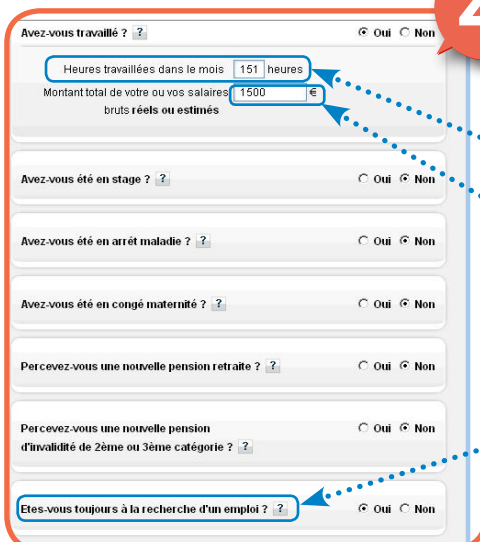 Avez-vous travaillé ? ? Oui Non
Heures travaillées dans le mois 151 heures
Montant total de votre ou vos salaires 1500 €
bruts réels ou estimés
Avez-vous été en stage ? ? Oui Non
Avez-vous été en arrêt maladie ? ? Oui Non
Avez-vous été en congé maternité ? ? Oui Non
Percevez-vous une nouvelle pension retraite ? ? Oui Non
Percevez-vous une nouvelle pension Oui Non
d'invalidité de 2ème ou 3ème catégorie ? ?
Etes-vous toujours à la recherche d'un emploi ? ? Oui Non